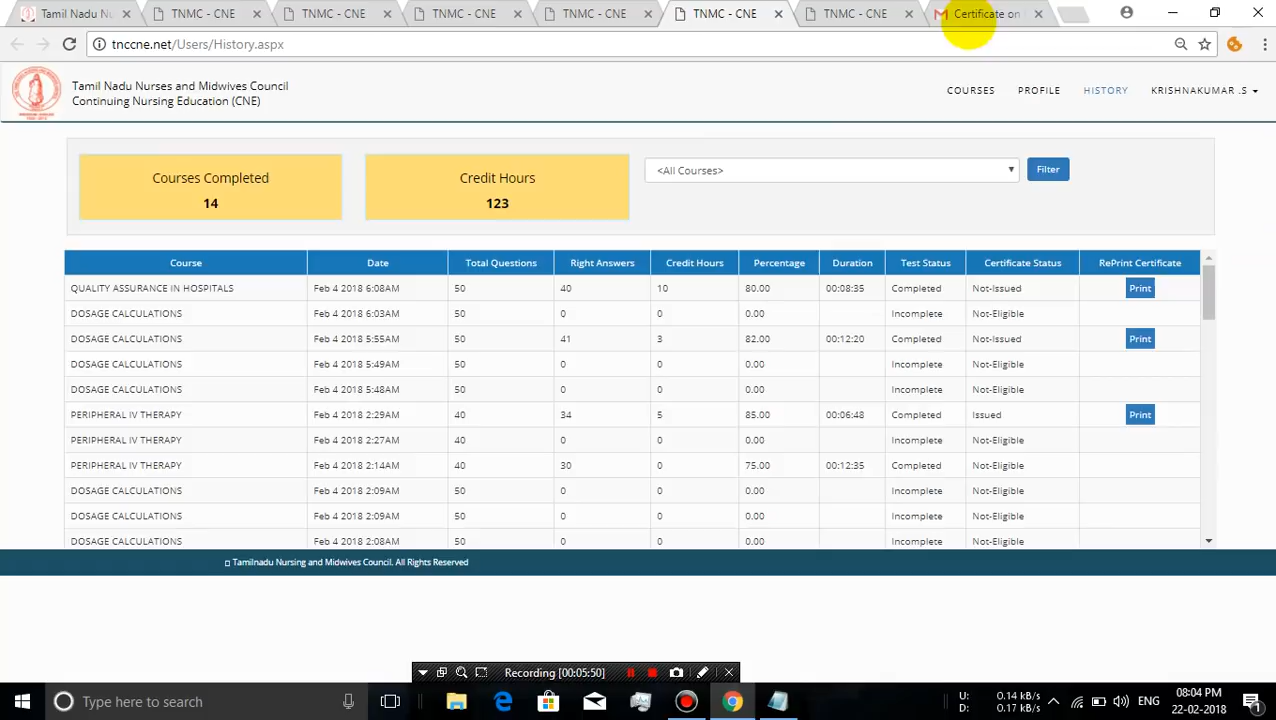 Tamil Nadu Nu
TNMC - CNE
TNMC - CNE
TNMC - CNE
TNMC - CNE
TNMC - CNE
TNMC - CNE
Certificate on
tnccne.net/Users/History.aspx
Tamil Nadu Nurses and Midwives Council
Continuing Nursing Education (CNE)
COURSES PROFILE HISTORY KRISHNAKUMAR .S
Courses Completed
14
Credit Hours
123
<All Courses>
Filter
Course Date Total Questions Right Answers Credit Hours Percentage Duration Test Status Certificate Status RePrint Certificate
QUALITY ASSURANCE IN HOSPITALS Feb 4 2018 6:08AM 50 40 10 80.00 00:08:35 Completed Not-Issued Print
DOSAGE CALCULATIONS Feb 4 2018 6:03AM 50 0 0 0.00 Incomplete Not-Eligible
DOSAGE CALCULATIONS Feb 4 2018 5:55AM 50 41 3 82.00 00:12:20 Completed Not-Issued Print
DOSAGE CALCULATIONS Feb 4 2018 5:49AM 50 0 0 0.00 Incomplete Not-Eligible
DOSAGE CALCULATIONS Feb 4 2018 5:48AM 50 0 0 0.00 Incomplete Not-Eligible
PERIPHERAL IV THERAPY Feb 4 2018 2:29AM 40 34 5 85.00 00:06:48 Completed Issued Print
PERIPHERAL IV THERAPY Feb 4 2018 2:27AM 40 0 0 0.00 Incomplete Not-Eligible
PERIPHERAL IV THERAPY Feb 4 2018 2:14AM 40 30 0 75.00 00:12:35 Completed Not-Eligible
DOSAGE CALCULATIONS Feb 4 2018 2:09AM 50 0 0 0.00 Incomplete Not-Eligible
DOSAGE CALCULATIONS Feb 4 2018 2:09AM 50 0 0 0.00 Incomplete Not-Eligible
DOSAGE CALCULATIONS Feb 4 2018 2:08AM 50 0 0 0.00 Incomplete Not-Eligible
Tamilnadu Nursing and Midwives Council. All Rights Reserved
Recording [00:05:50]
Type here to search
U: 0.14 kB/s
D: 0.17 kB/s
ENG
08:04 PM
22-02-2018
1